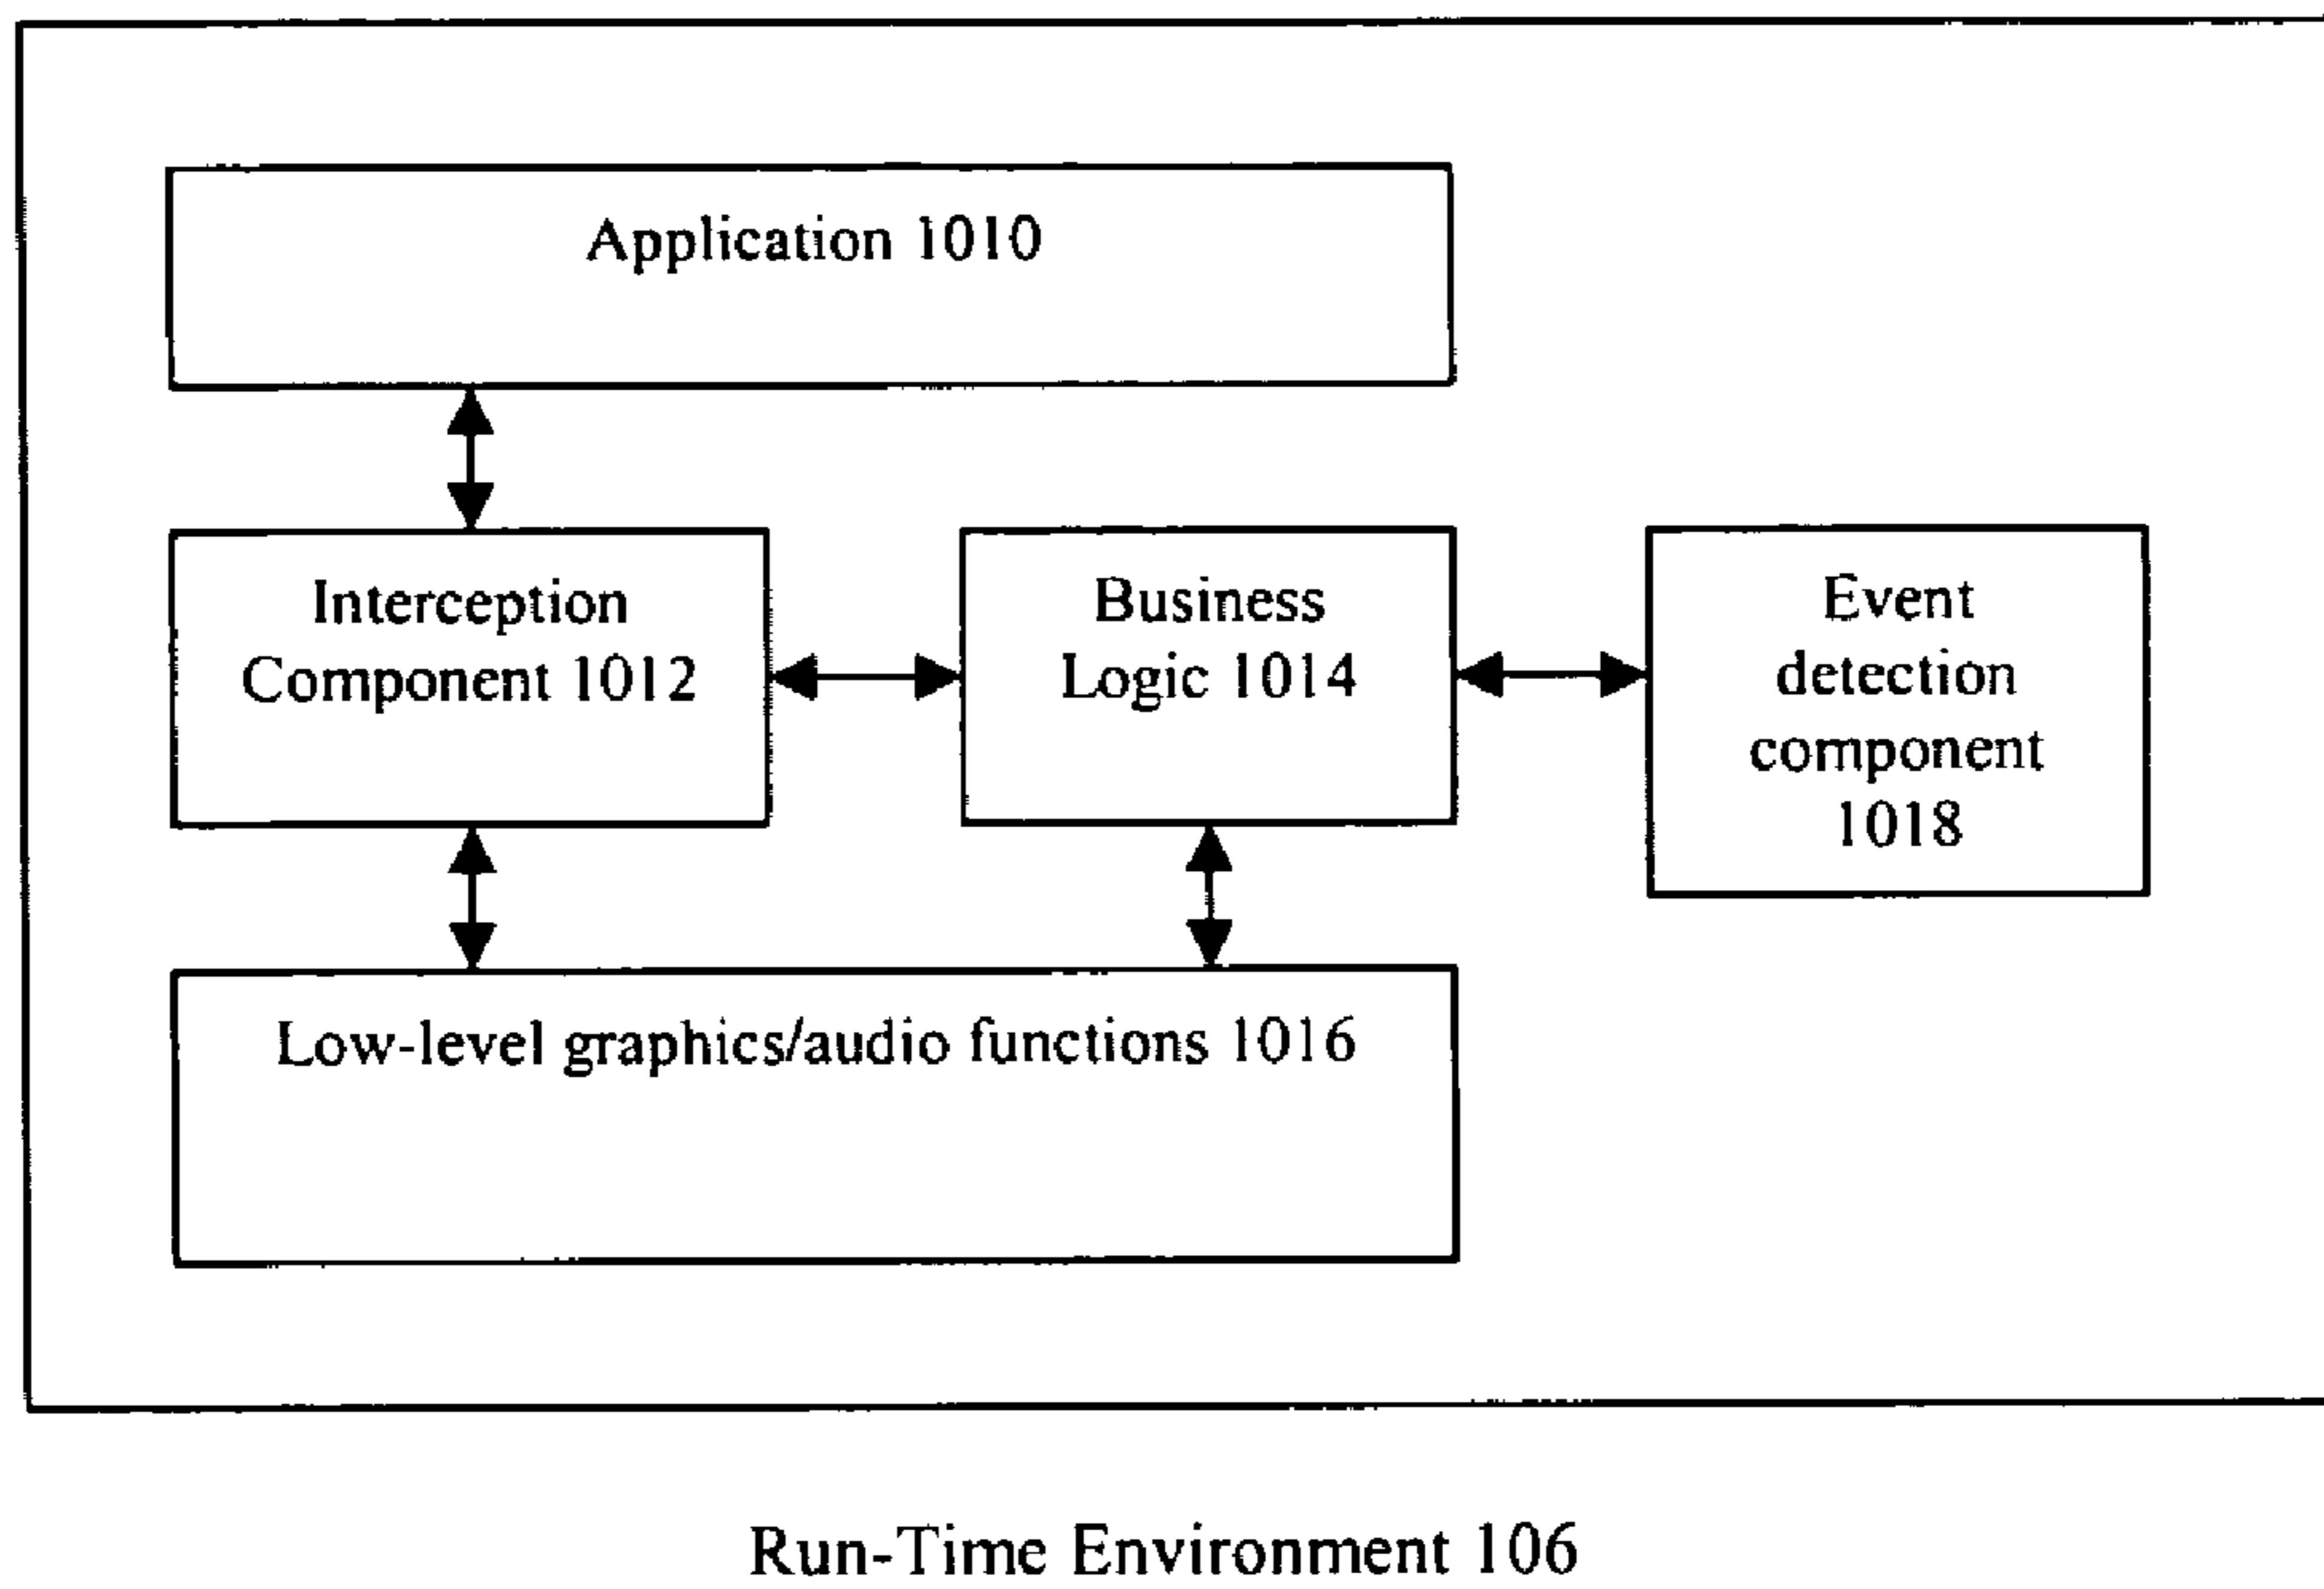 Application 1010
Interception
Component 1012
Business
Logic 1014
Event
detection
component
1018
Low-level graphics/audio functions 1016
Run-Time Environment 106